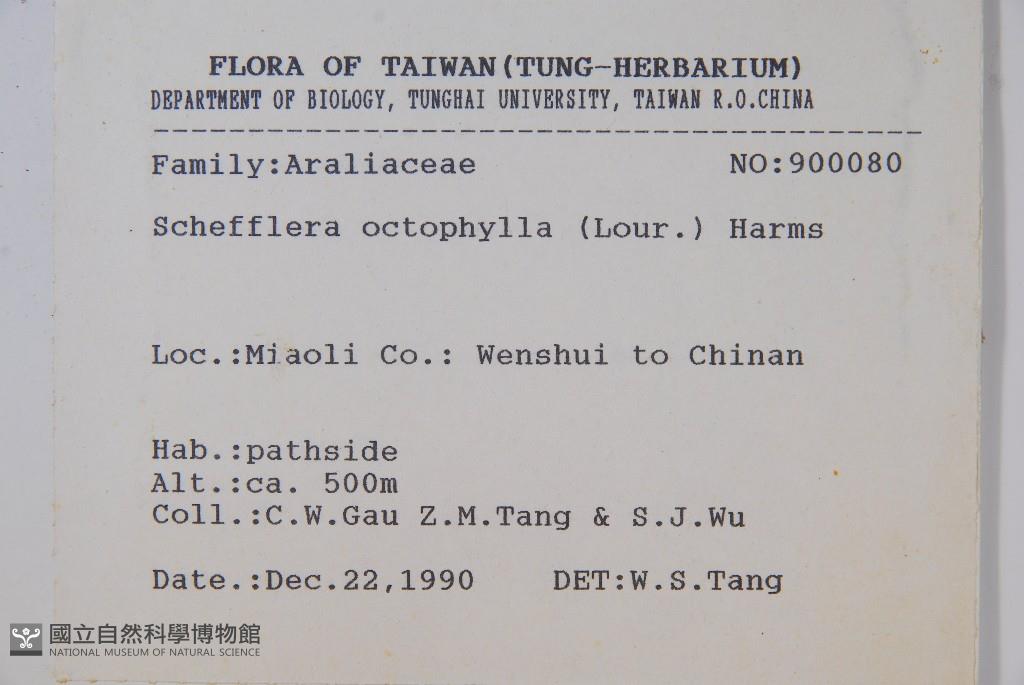 FLORA OF TAIWAN(TUNG-HERBARIUM)
DEPARTMENT OF BIOLOGY, TUNGHAI UNIVERSITY, TAIWAN R.O.CHINA
Family:Araliaceae NO:900080
Schefflera octophylla (Lour.) Harms
Loc.:Miaoli Co.: Wenshui to Chinan
Hab.:pathside
Alt.:ca. 500m
Coll.:C.W.Gau Z.M.Tang & S.J.Wu
Date.:Dec.22,1990 DET:W.S.Tang
國立自然科學博物館
NATIONAL MUSEUM OF NATURAL SCIENCE